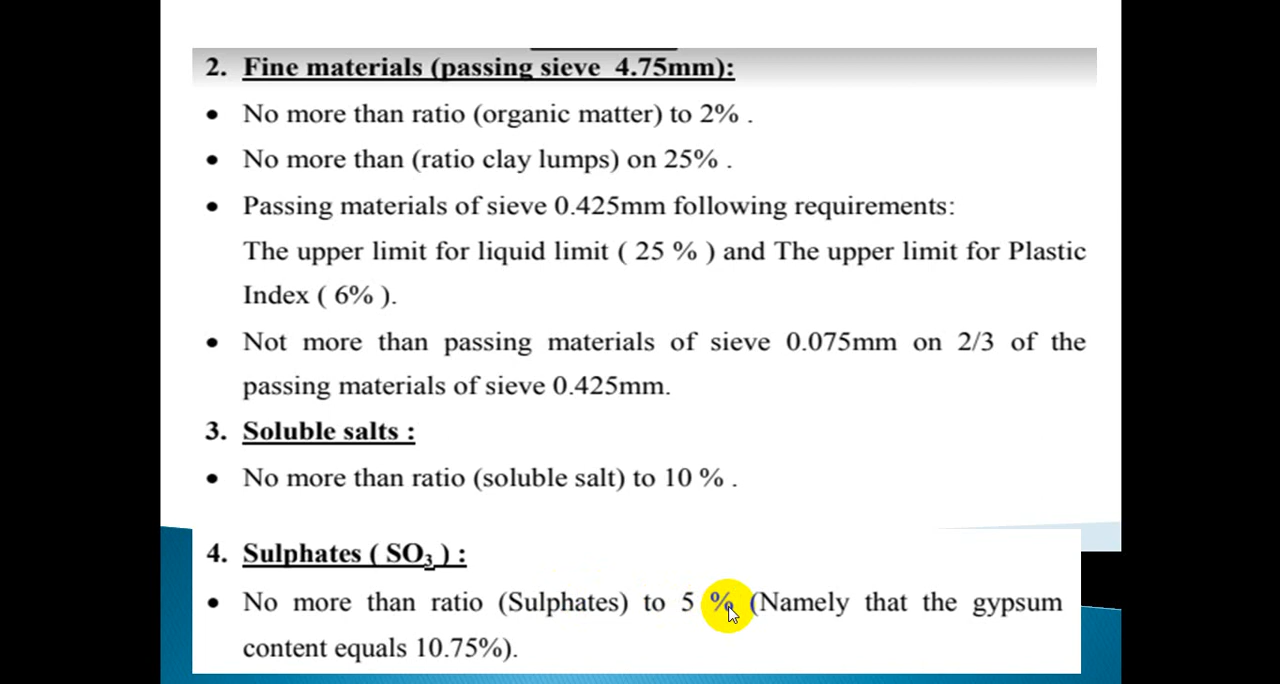 2. Fine materials (passing sieve 4.75mm):
• No more than ratio (organic matter) to 2% .
• No more than (ratio clay lumps) on 25% .
• Passing materials of sieve 0.425mm following requirements:
The upper limit for liquid limit ( 25 % ) and The upper limit for Plastic
Index ( 6% ).
• Not more than passing materials of sieve 0.075mm on 2/3 of the
passing materials of sieve 0.425mm.
3. Soluble salts :
• No more than ratio (soluble salt) to 10 % .
4. Sulphates ( SO₃ ) :
• No more than ratio (Sulphates) to 5 % (Namely that the gypsum
content equals 10.75%).